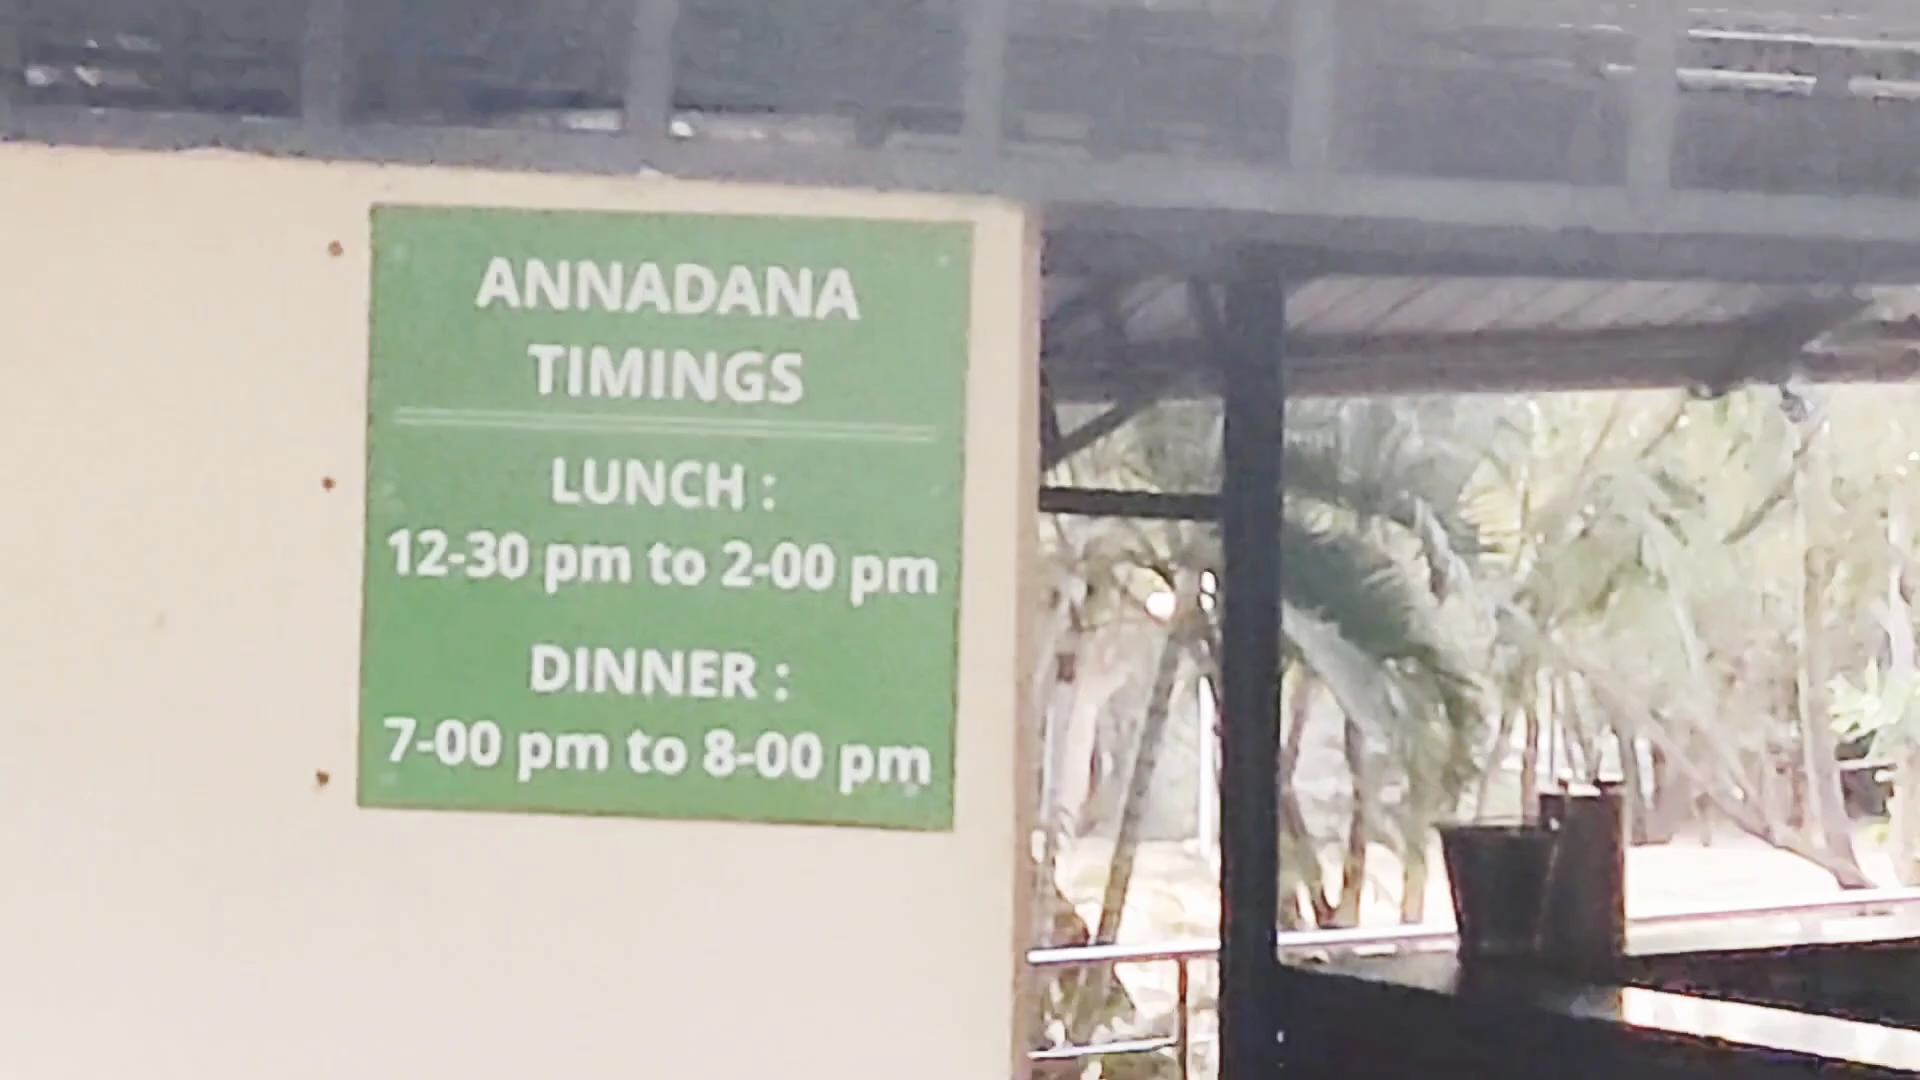 ANNADANA
TIMINGS
LUNCH :
12-30 pm to 2-00 pm
DINNER :
7-00 pm to 8-00 pm